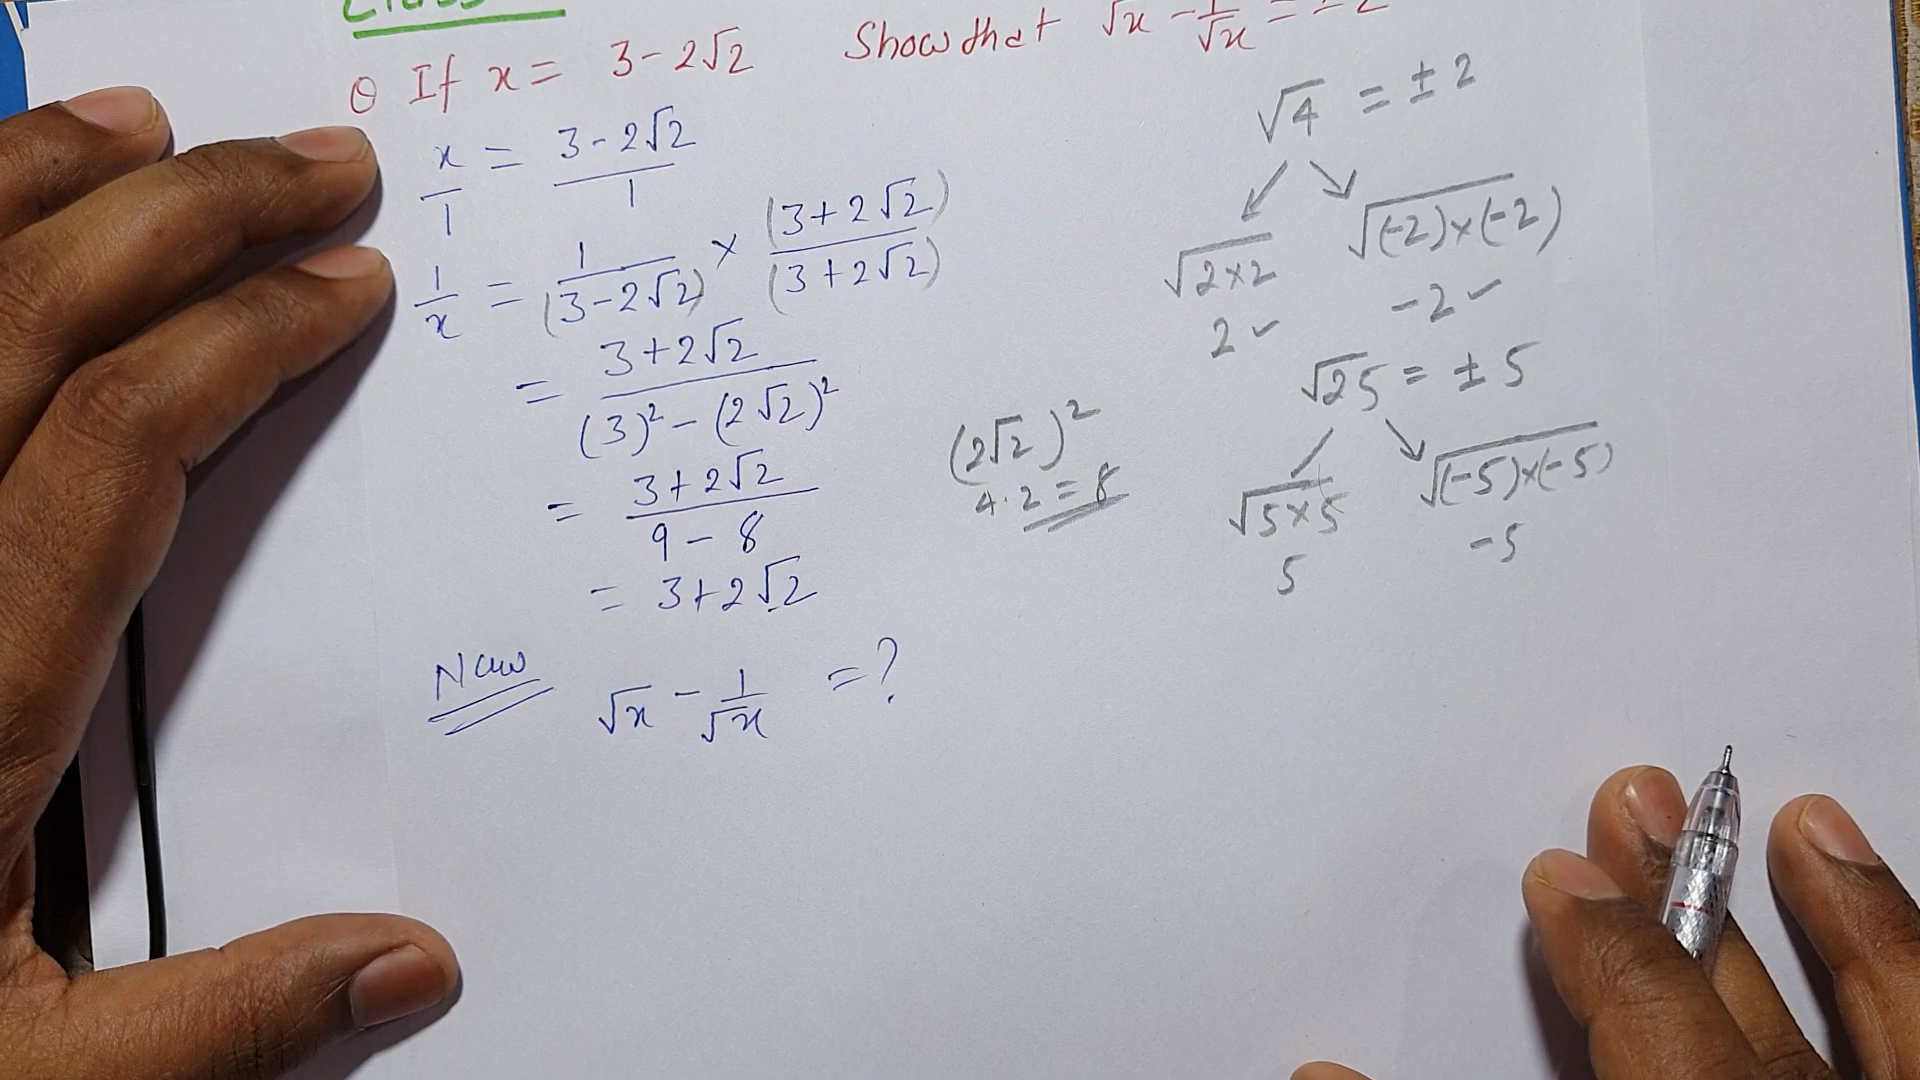 Class
Q If x = 3-2√2 Show that √x - 1/√x = ±2
x/1 = (3-2√2)/1
1/x = 1/(3-2√2) × (3+2√2)/(3+2√2)
= (3+2√2)/((3)² - (2√2)²)
= (3+2√2)/(9-8)
= 3+2√2
Now √x - 1/√x = ?
(2√2)²
4·2 = 8
√4 = ±2
√2×2 √(-2)×(-2)
2 ✓ -2 ✓
√25 = ±5
√5×5 √(-5)×(-5)
5 -5